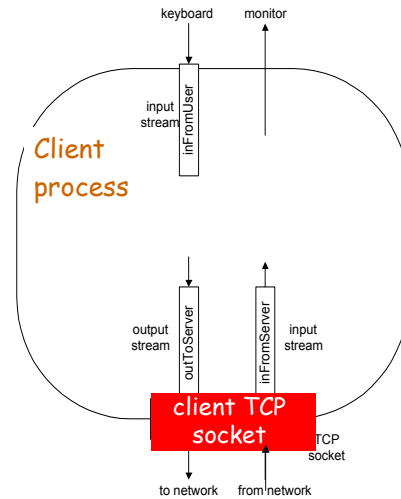 keyboard
monitor
input
stream
inFromUser
Client
process
output
stream
outToServer
inFromServer
input
stream
client TCP
socket
TCP
socket
to network
from network